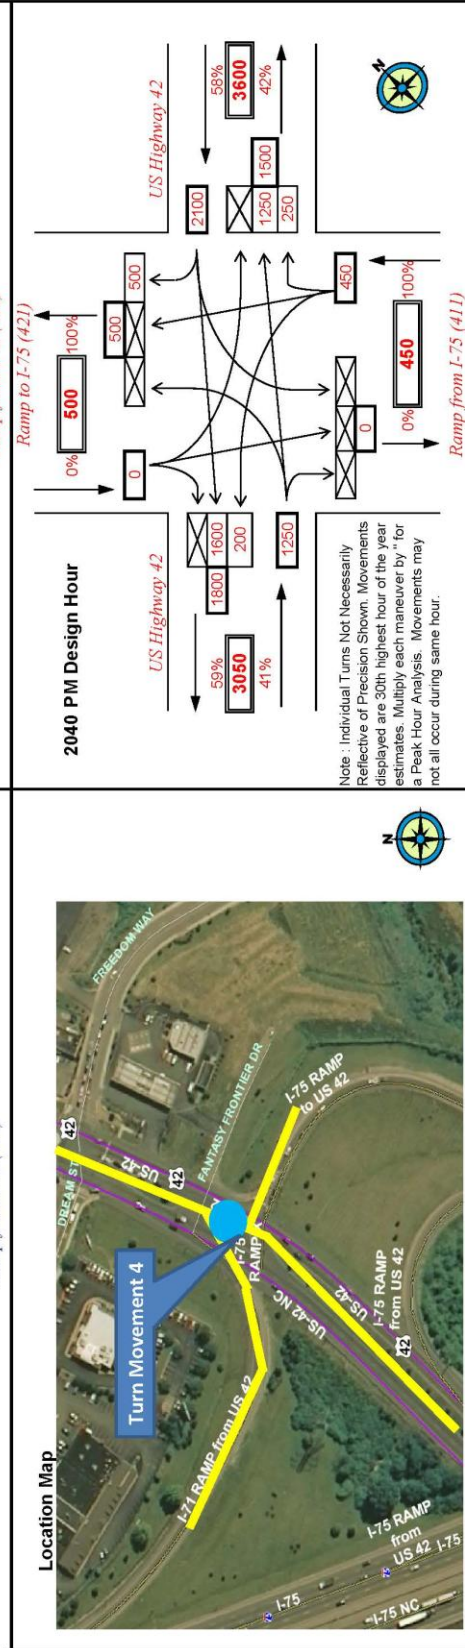 Location Map
DREAM ST
42
US-42
42
FREEDOM WAY
FANTASY FRONTIER DR
Turn Movement 4
I-75 RAMP
to US 42
I-75
RAMP
I-71 RAMP from US 42
US-42 NC
US-42
I-75 RAMP
from US 42
42
I-75
I-75 RAMP
from
US 42
I-75
I-75 NC
N
Ramp to I-75 (421)
2040 PM Design Hour
0%
500
100%
US Highway 42
US Highway 42
0
500
500
58%
3600
42%
59%
3050
41%
1800
1600
200
1250
2100
1250
250
1500
0
450
0%
450
100%
Ramp from I-75 (411)
Note : Individual Turns Not Necessarily
Reflective of Precision Shown. Movements
displayed are 30th highest hour of the year
estimates. Multiply each maneuver by " for
a Peak Hour Analysis. Movements may
not all occur during same hour.
N